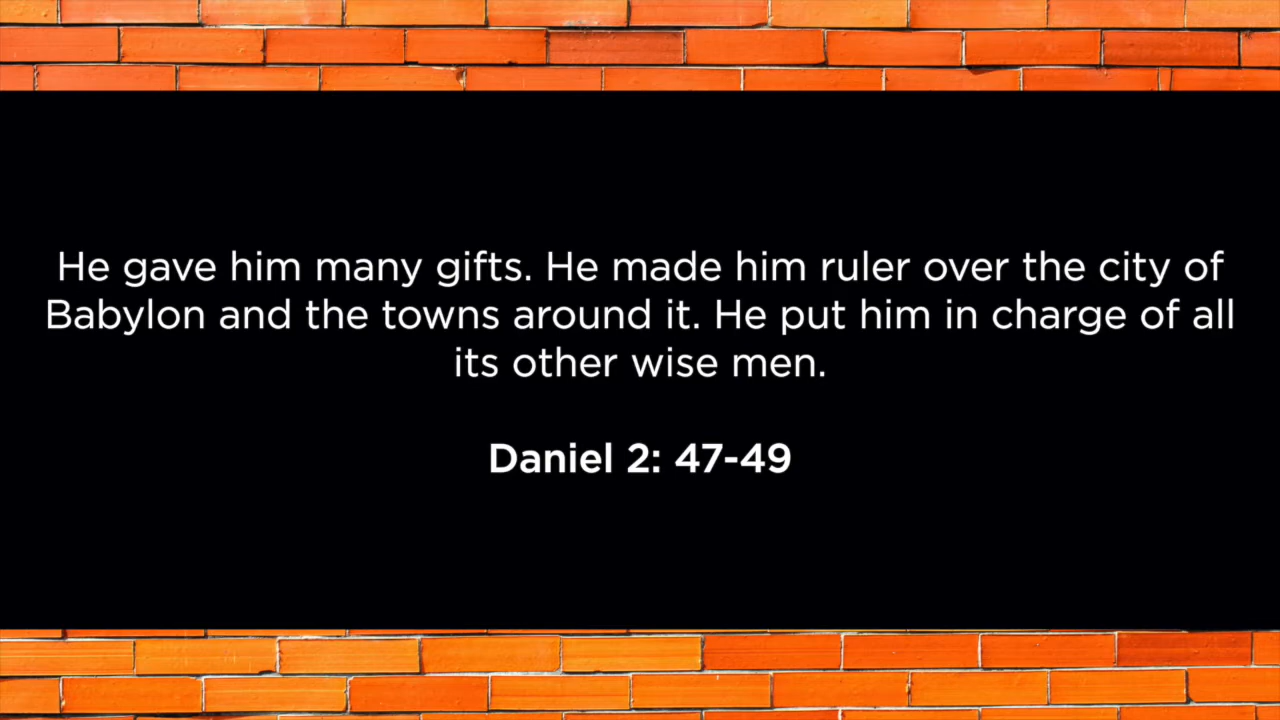 He gave him many gifts. He made him ruler over the city of
Babylon and the towns around it. He put him in charge of all
its other wise men.
Daniel 2: 47-49